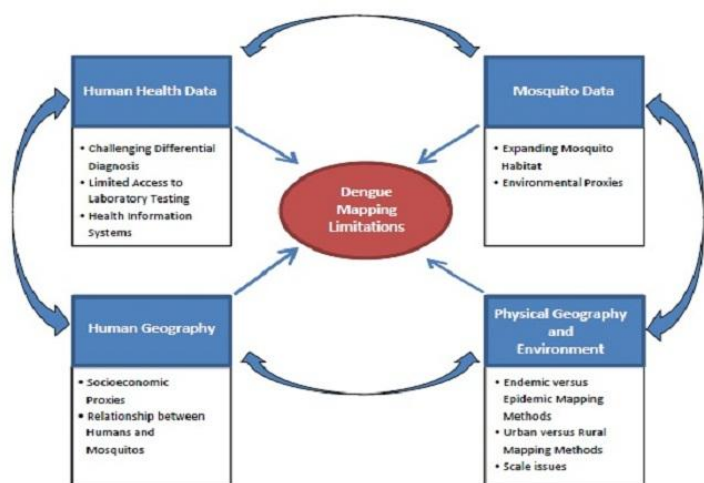 Human Health Data
• Challenging Differential
Diagnosis
• Limited Access to
Laboratory Testing
• Health Information
Systems
Mosquito Data
• Expanding Mosquito
Habitat
• Environmental Proxies
Dengue
Mapping
Limitations
Human Geography
• Socioeconomic
Proxies
• Relationship between
Humans and
Mosquitos
Physical Geography
and
Environment
• Endemic versus
Epidemic Mapping
Methods
• Urban versus Rural
Mapping Methods
• Scale issues